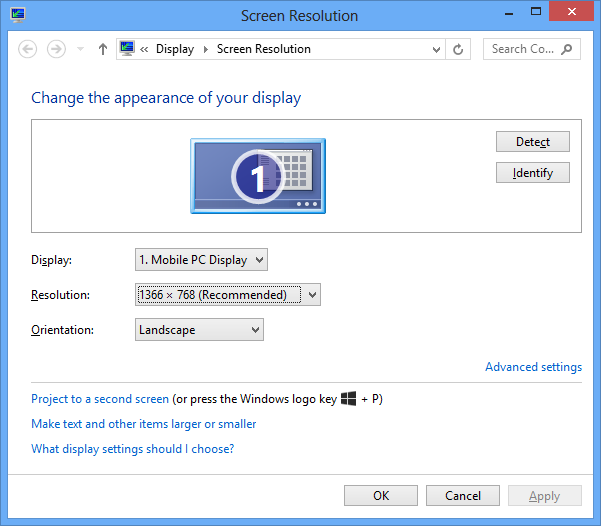 Screen Resolution
« Display Screen Resolution Search Co...
Change the appearance of your display
1
Detect
Identify
Display: 1. Mobile PC Display
Resolution: 1366 × 768 (Recommended)
Orientation: Landscape
Advanced settings
Project to a second screen (or press the Windows logo key + P)
Make text and other items larger or smaller
What display settings should I choose?
OK Cancel Apply